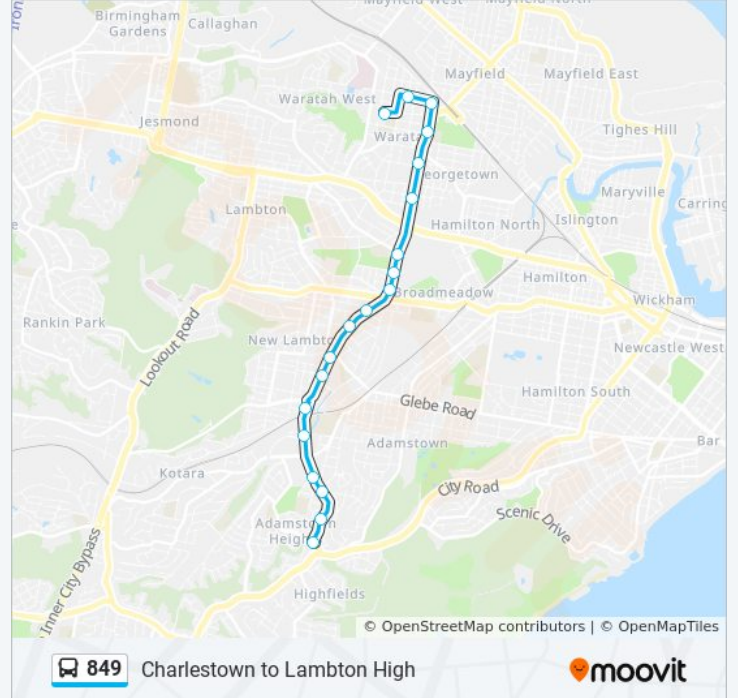 Mayfield West
Mayfield North
Birmingham
Gardens
Callaghan
Mayfield
Mayfield East
Waratah West
Jesmond
Tighes Hill
Georgetown
Maryville
Lambton
Islington
Hamilton North
Hamilton
Broadmeadow
Wickham
Rankin Park
Lookout Road
New Lambton
Newcastle West
Glebe Road
Hamilton South
Adamstown
Bar
Kotara
City Road
Scenic Drive
Adamstown
Heights
Inner City Bypass
Highfields
© OpenStreetMap contributors | © OpenMapTiles
849 Charlestown to Lambton High
moovit